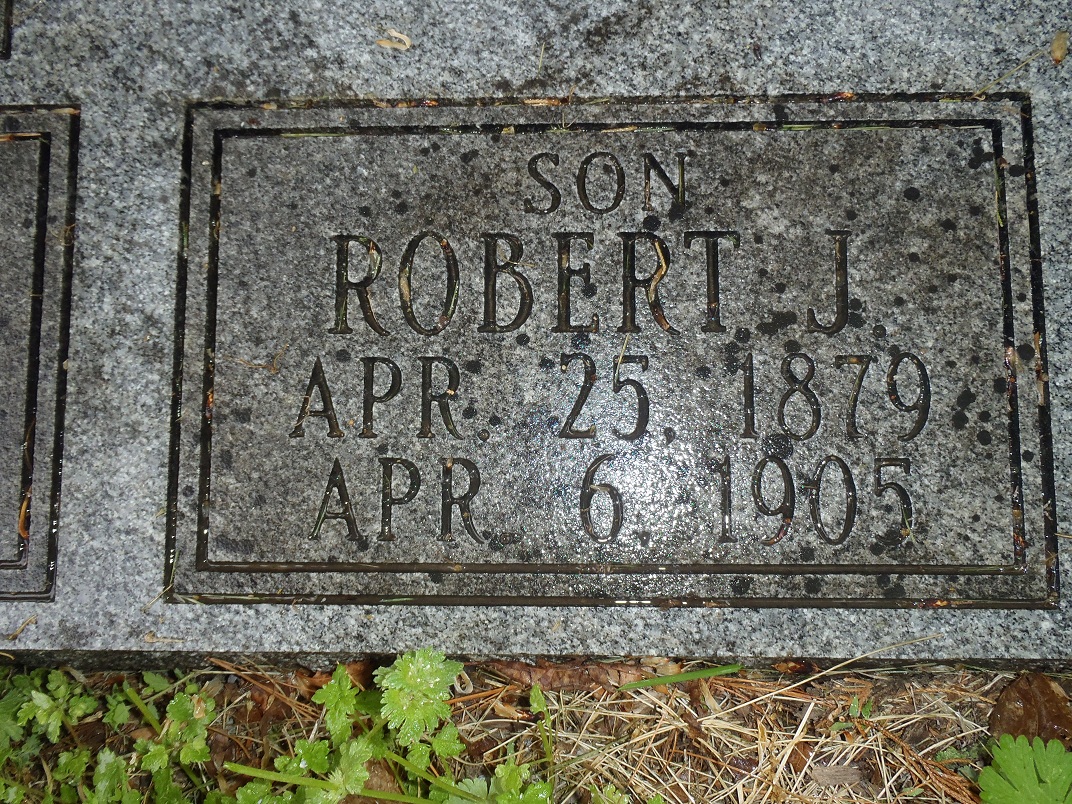 SON
ROBERT J.
APR. 25, 1879
APR. 6, 1905